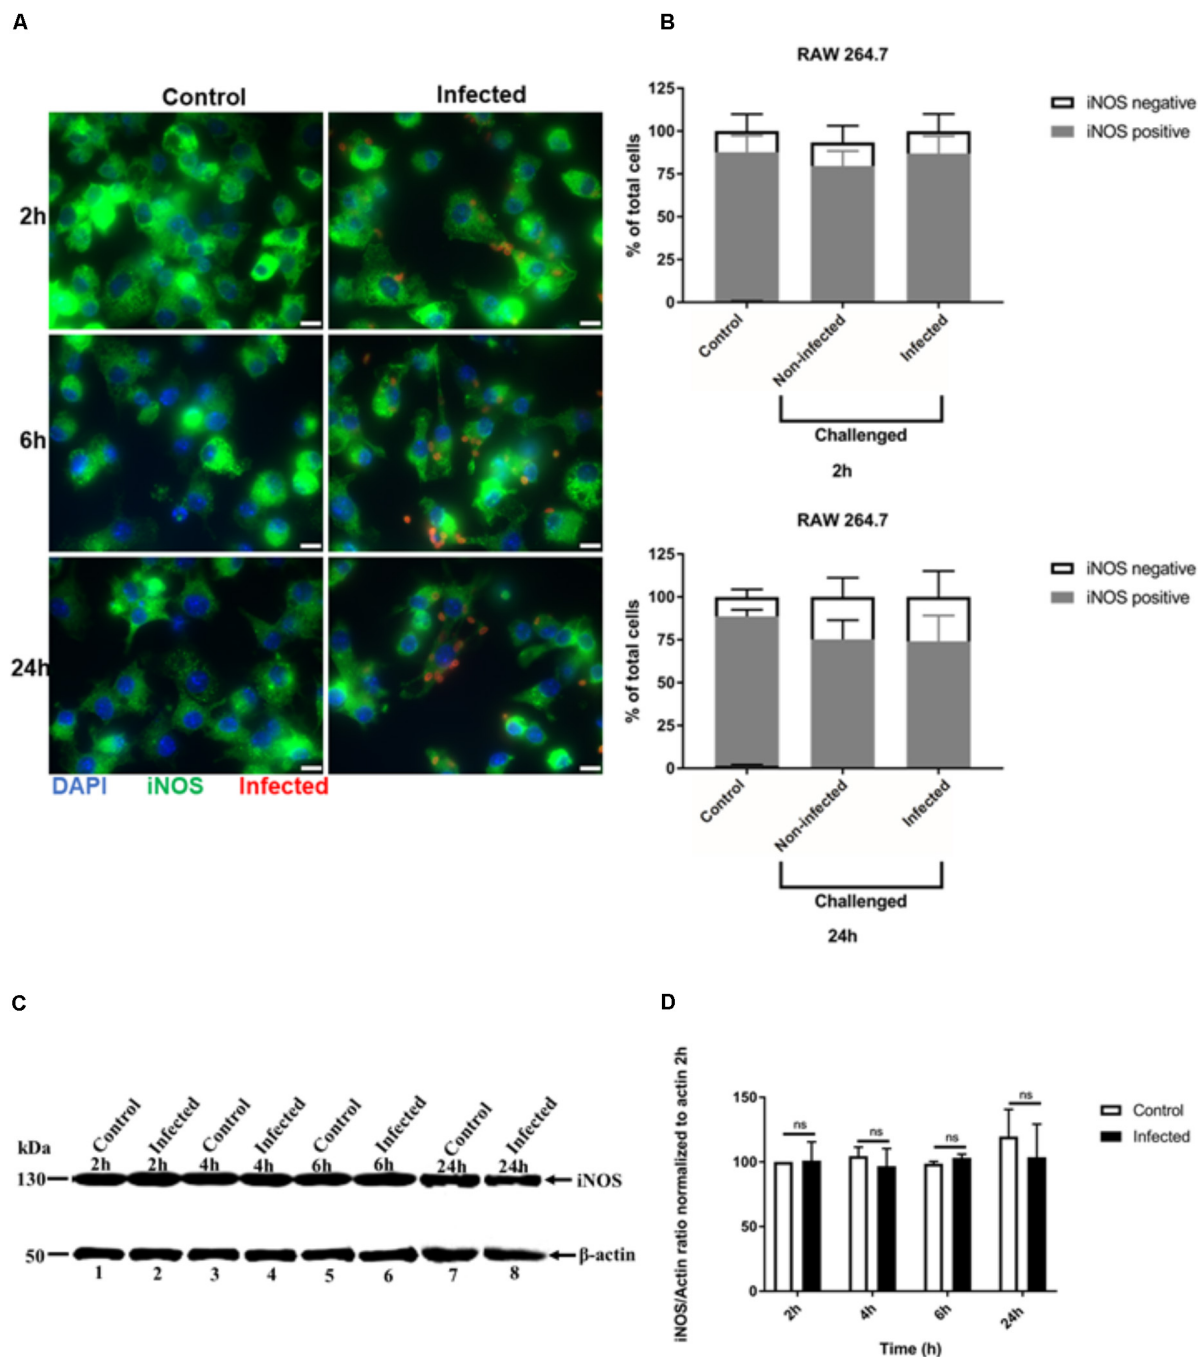 A
Control Infected
2h
6h
24h
DAPI iNOS Infected
B
RAW 264.7
125
100
75
50
25
0
% of total cells
iNOS negative
iNOS positive
Control
Non-infected
Infected
Challenged
2h
RAW 264.7
125
100
75
50
25
0
% of total cells
iNOS negative
iNOS positive
Control
Non-infected
Infected
Challenged
24h
C
kDa
Control Infected Control Infected Control Infected Control Infected
2h 2h 4h 4h 6h 6h 24h 24h
130 iNOS
50 β-actin
1 2 3 4 5 6 7 8
D
iNOS/Actin ratio normalized to actin 2h
150
100
50
0
ns ns ns ns
Control
Infected
2h 4h 6h 24h
Time (h)